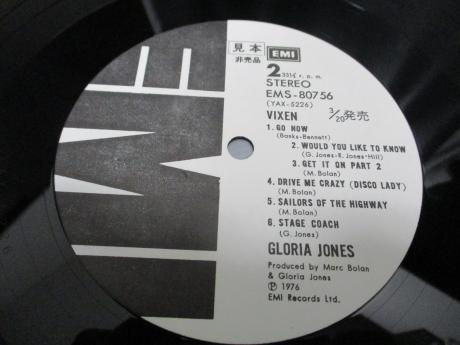 見本
非売品
EMI
2 33⅓ r.p.m.
STEREO
EMS-80756
(YAX-5226)
VIXEN 3/20発売
1. GO NOW
(Banks-Bennett)
2. WOULD YOU LIKE TO KNOW
(G. Jones-R. Jones-Hill)
3. GET IT ON PART 2
(M. Bolan)
4. DRIVE ME CRAZY (DISCO LADY)
(M. Bolan)
5. SAILORS OF THE HIGHWAY
(M. Bolan)
6. STAGE COACH
(G. Jones)
GLORIA JONES
Produced by Marc Bolan
& Gloria Jones
Ⓟ 1976
EMI Records Ltd.
EMI